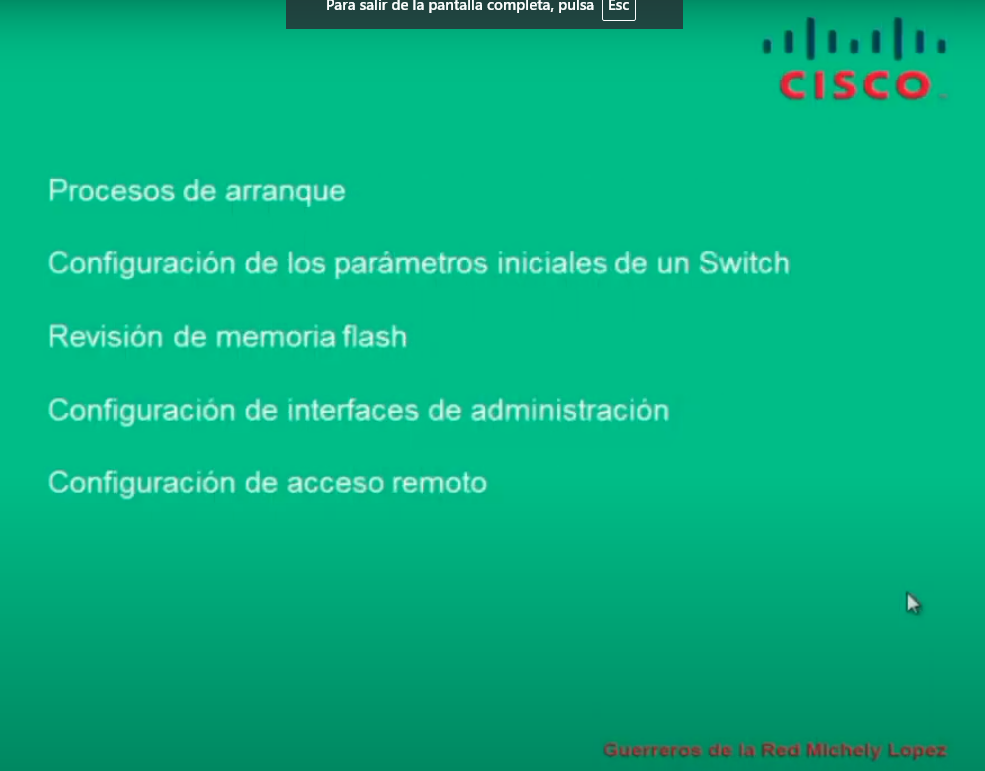 Para salir de la pantalla completa, pulsa Esc
CISCO
Procesos de arranque
Configuración de los parámetros iniciales de un Switch
Revisión de memoria flash
Configuración de interfaces de administración
Configuración de acceso remoto
Guerreros de la Red Michely Lopez